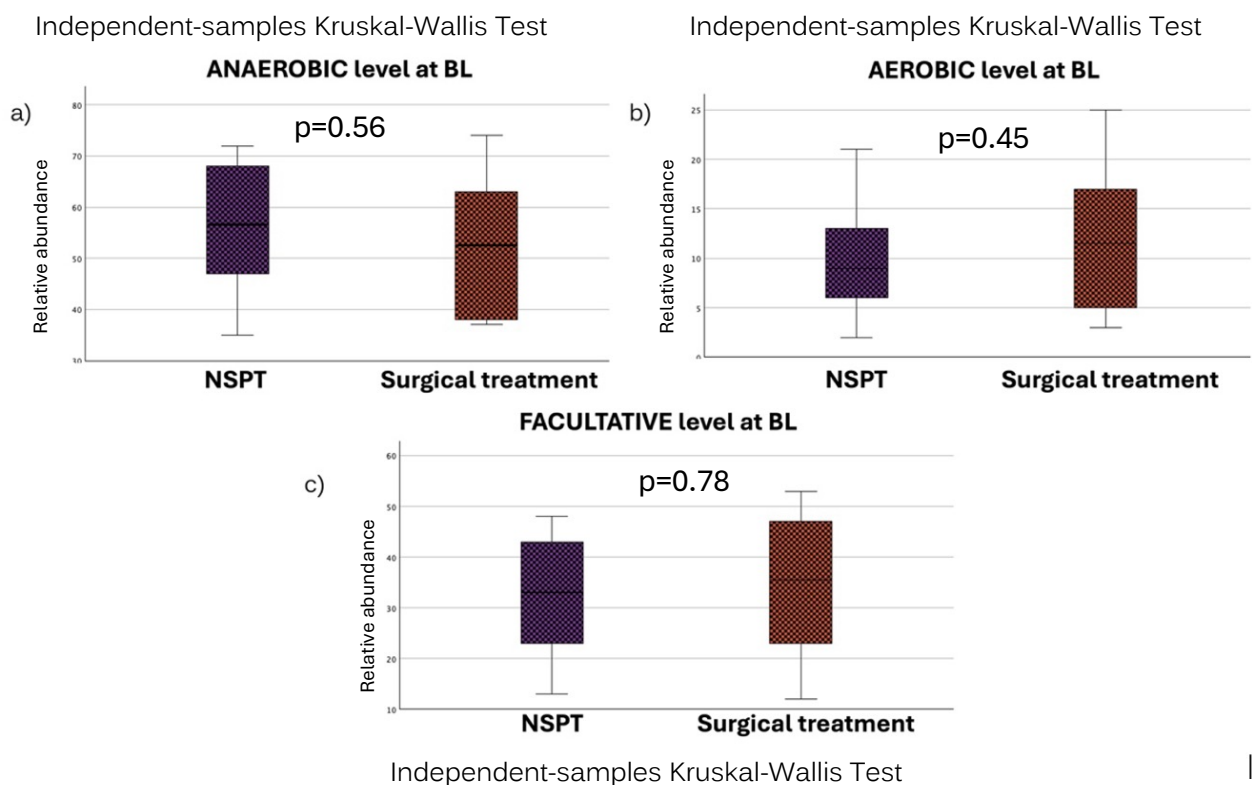 Independent-samples Kruskal-Wallis Test
Independent-samples Kruskal-Wallis Test
ANAEROBIC level at BL
a)
p=0.56
Relative abundance
80
70
60
50
40
30
NSPT
Surgical treatment
AEROBIC level at BL
b)
p=0.45
Relative abundance
25
20
15
10
5
0
NSPT
Surgical treatment
FACULTATIVE level at BL
c)
p=0.78
Relative abundance
60
50
40
30
20
10
NSPT
Surgical treatment
Independent-samples Kruskal-Wallis Test